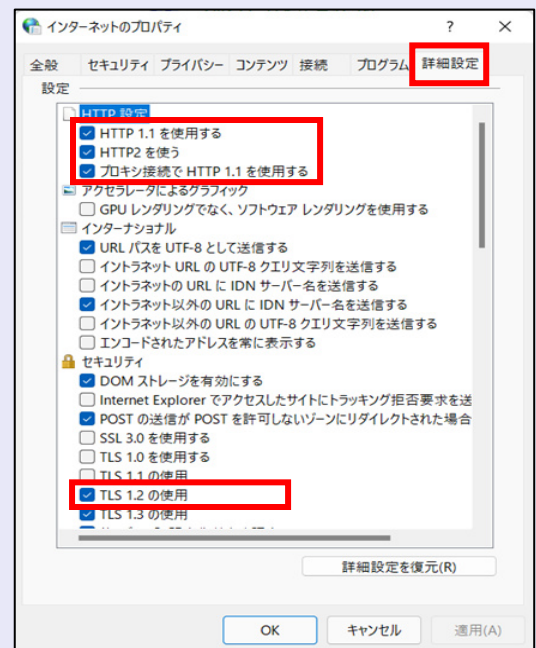 インターネットのプロパティ ? ×
全般 セキュリティ プライバシー コンテンツ 接続 プログラム 詳細設定
設定
HTTP 設定
HTTP 1.1 を使用する
HTTP2 を使う
プロキシ接続で HTTP 1.1 を使用する
アクセラレータによるグラフィック
GPU レンダリングでなく、ソフトウェア レンダリングを使用する
インターナショナル
URL パスを UTF-8 として送信する
イントラネット URL の UTF-8 クエリ文字列を送信する
イントラネットの URL に IDN サーバー名を送信する
イントラネット以外の URL に IDN サーバー名を送信する
イントラネット以外の URL の UTF-8 クエリ文字列を送信する
エンコードされたアドレスを常に表示する
セキュリティ
DOM ストレージを有効にする
Internet Explorer でアクセスしたサイトにトラッキング拒否要求を送
POST の送信が POST を許可しないゾーンにリダイレクトされた場合
SSL 3.0 を使用する
TLS 1.0 を使用する
TLS 1.1 の使用
TLS 1.2 の使用
TLS 1.3 の使用
詳細設定を復元(R)
OK キャンセル 適用(A)